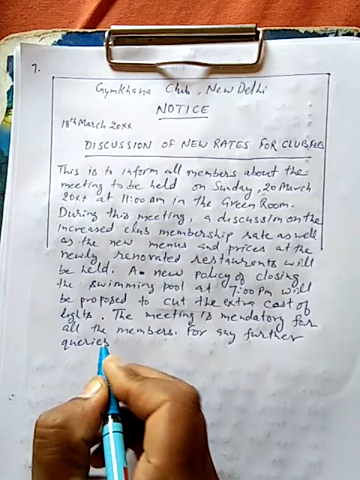 7.
Gymkhana Club, New Delhi
NOTICE
18th March 20xx
DISCUSSION OF NEW RATES FOR CLUB FEES
This is to inform all members about the
meeting to be held on Sunday, 20 March
20xx at 11:00 am in the Green Room.
During this meeting, a discussion on the
increased club membership rate as well
as the new menus and prices at the
newly renovated restaurants will
be held. A new policy of closing
the swimming pool at 7:00 Pm will
be proposed to cut the extra cost of
lights. The meeting is mendatory for
all the members. For any further
queries